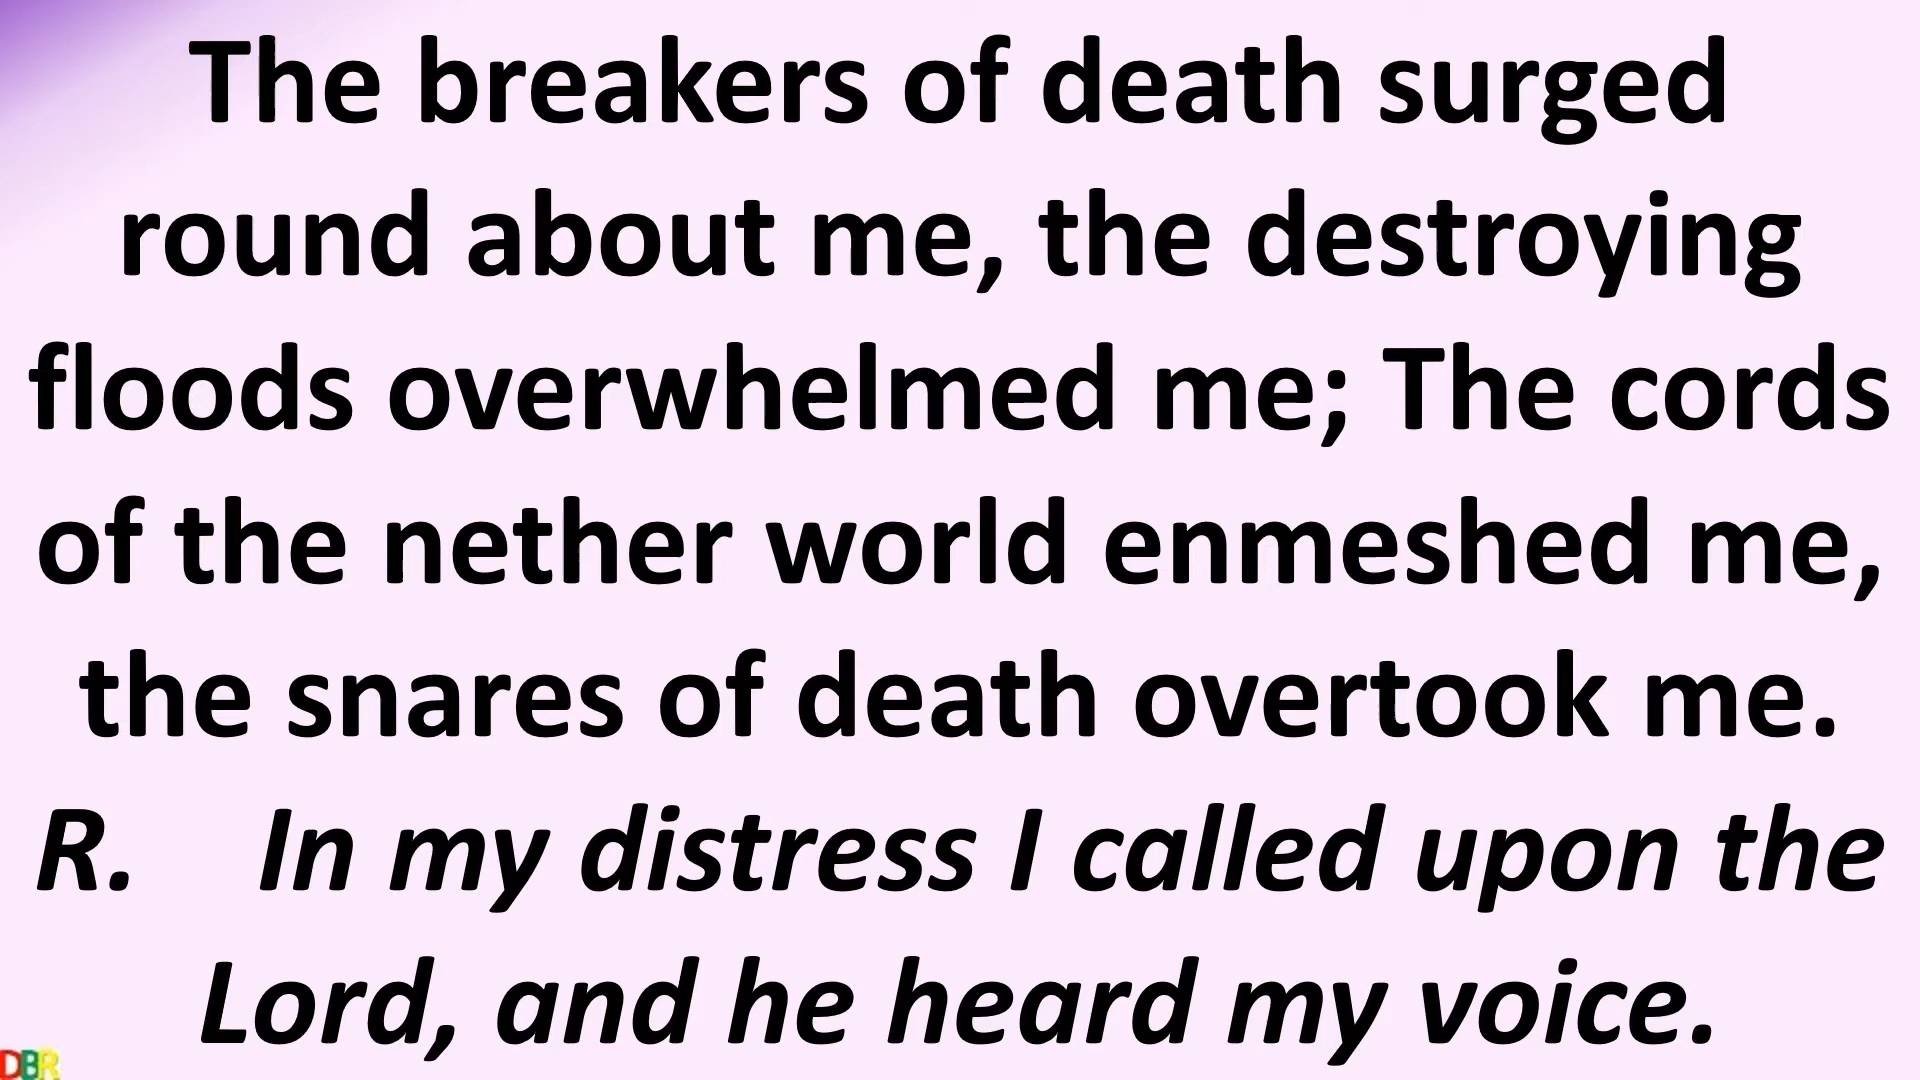 The breakers of death surged
round about me, the destroying
floods overwhelmed me; The cords
of the nether world enmeshed me,
the snares of death overtook me.
R. In my distress I called upon the
Lord, and he heard my voice.
DBR